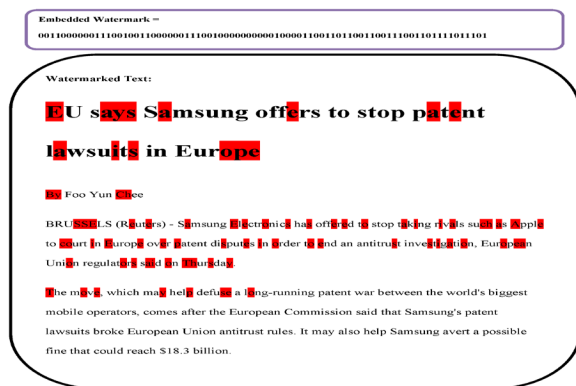 Embedded Watermark =
00110000001110010011000000111001000000000010000110011011001100111001101111011101
Watermarked Text:
EU says Samsung offers to stop patent
lawsuits in Europe
By Foo Yun Chee
BRUSSELS (Reuters) - Samsung Electronics has offered to stop taking rivals such as Apple
to court in Europe over patent disputes in order to end an antitrust investigation, European
Union regulators said on Thursday.
The move, which may help defuse a long-running patent war between the world's biggest
mobile operators, comes after the European Commission said that Samsung's patent
lawsuits broke European Union antitrust rules. It may also help Samsung avert a possible
fine that could reach $18.3 billion.